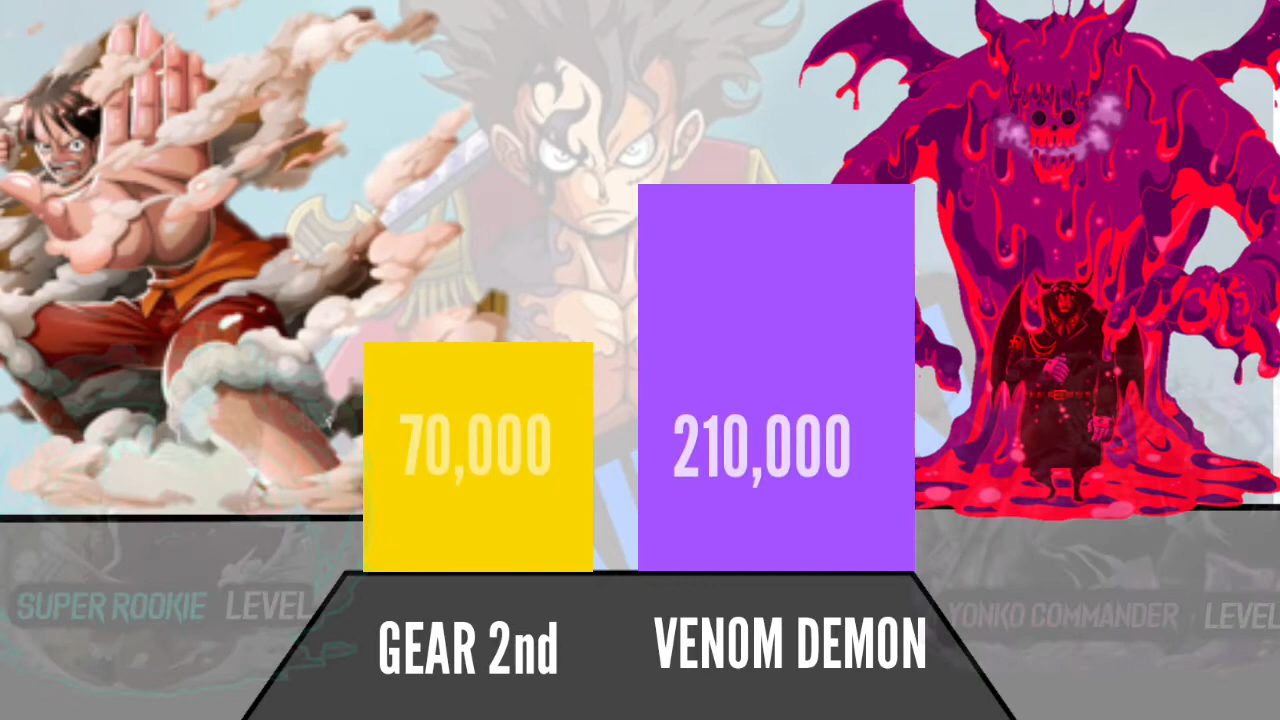 70,000
210,000
SUPER ROOKIE LEVEL
YONKO COMMANDER LEVEL
GEAR 2nd
VENOM DEMON